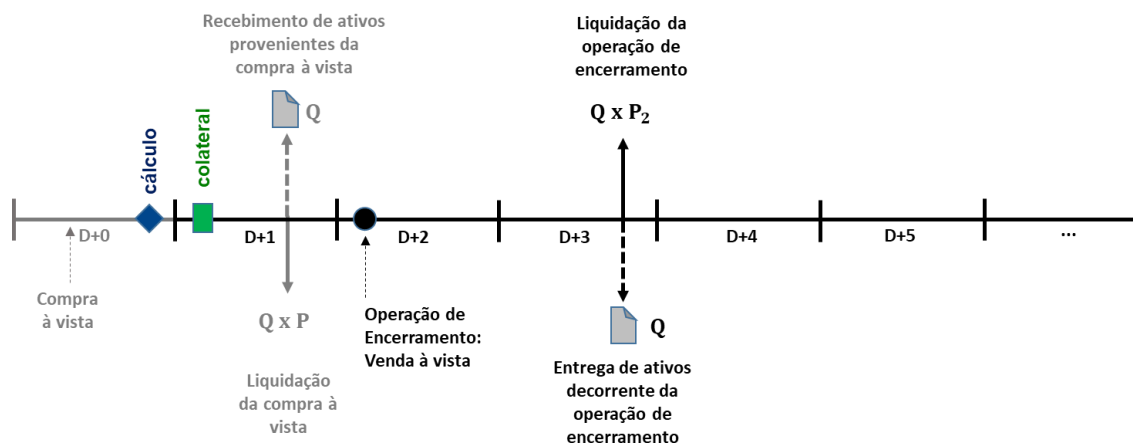 Recebimento de ativos
provenientes da
compra à vista
Q
Liquidação da
operação de
encerramento
Q x P₂
cálculo
colateral
D+0
D+1
D+2
D+3
D+4
D+5
...
Compra
à vista
Q x P
Liquidação
da compra à
vista
Operação de
Encerramento:
Venda à vista
Q
Entrega de ativos
decorrente da
operação de
encerramento